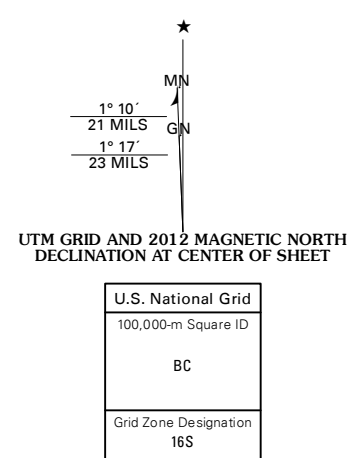 ★
MN
1° 10´
21 MILS
GN
1° 17´
23 MILS
UTM GRID AND 2012 MAGNETIC NORTH
DECLINATION AT CENTER OF SHEET
U.S. National Grid
100,000-m Square ID
BC
Grid Zone Designation
16S